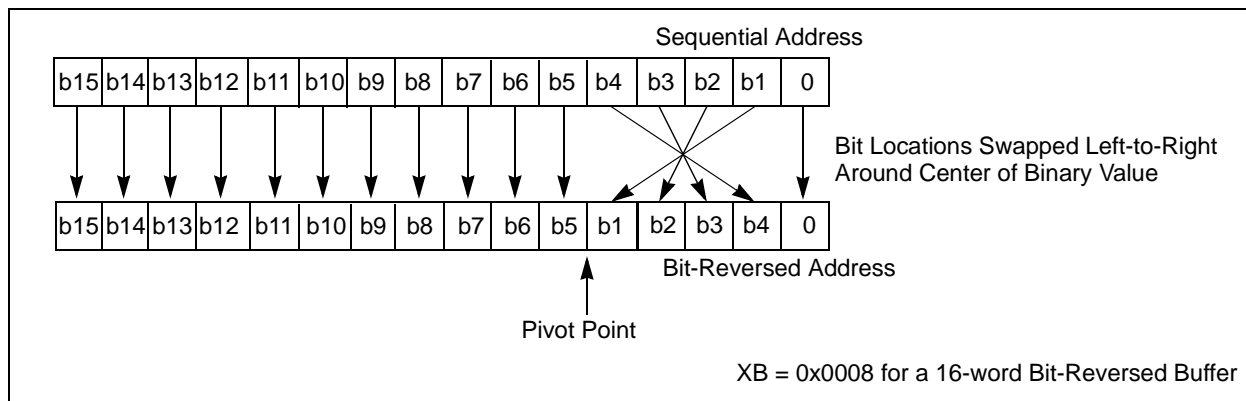 Sequential Address
b15 b14 b13 b12 b11 b10 b9 b8 b7 b6 b5 b4 b3 b2 b1 0
Bit Locations Swapped Left-to-Right
Around Center of Binary Value
b15 b14 b13 b12 b11 b10 b9 b8 b7 b6 b5 b1 b2 b3 b4 0
Bit-Reversed Address
Pivot Point
XB = 0x0008 for a 16-word Bit-Reversed Buffer